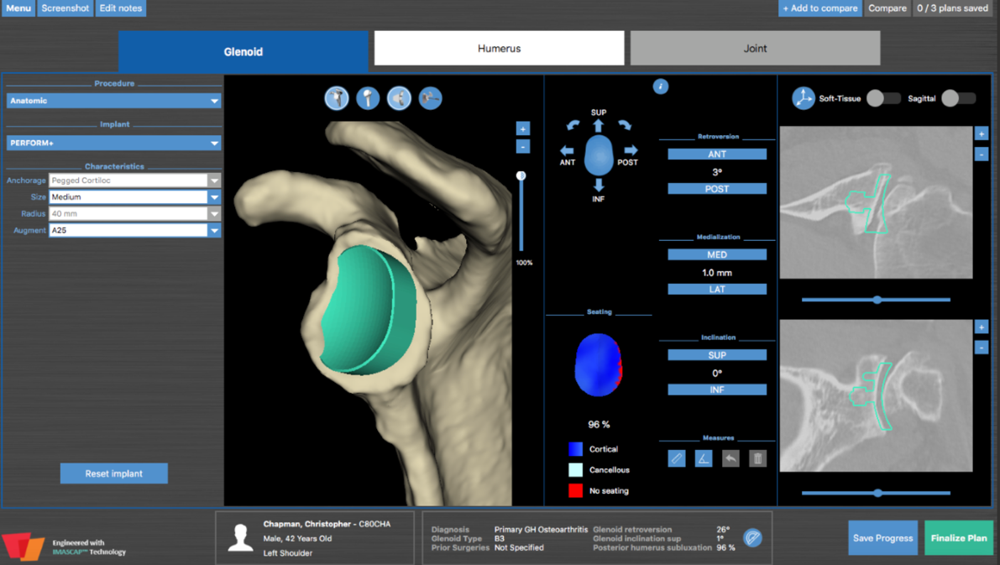 Menu Screenshot Edit notes + Add to compare Compare 0 / 3 plans saved
Glenoid Humerus Joint
Procedure
Anatomic
Implant
PERFORM+
Characteristics
Anchorage Pegged Cortiloc
Size Medium
Radius 40 mm
Augment A25
Reset implant
+
-
100%
SUP
ANT POST
INF
Seating
96 %
Cortical
Cancellous
No seating
i
Retroversion
ANT
3°
POST
Medialization
MED
1.0 mm
LAT
Inclination
SUP
0°
INF
Measures
Soft-Tissue Sagittal
+
-
+
-
Engineered with
IMASCAP™ Technology
Chapman, Christopher - C80CHA
Male, 42 Years Old
Left Shoulder
Diagnosis Primary GH Osteoarthritis
Glenoid Type B3
Prior Surgeries Not Specified
Glenoid retroversion 26°
Glenoid inclination sup 1°
Posterior humerus subluxation 96 %
Save Progress
Finalize Plan